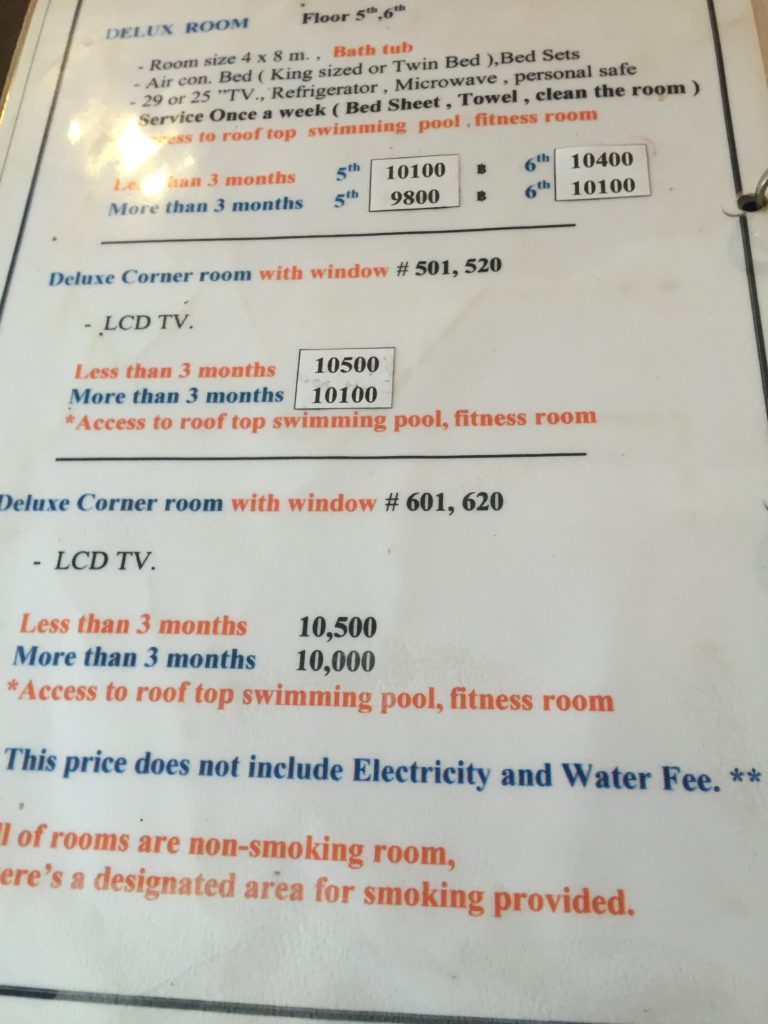 DELUX ROOM Floor 5th,6th
- Room size 4 x 8 m. , Bath tub
- Air con. Bed ( King sized or Twin Bed ),Bed Sets
- 29 or 25 "TV., Refrigerator , Microwave , personal safe
Service Once a week ( Bed Sheet , Towel , clean the room )
to roof top swimming pool , fitness room
than 3 months 5th 10100 ฿ 6th 10400
More than 3 months 5th 9800 ฿ 6th 10100
Deluxe Corner room with window # 501, 520
- LCD TV.
Less than 3 months 10500
More than 3 months 10100
*Access to roof top swimming pool, fitness room
Deluxe Corner room with window # 601, 620
- LCD TV.
Less than 3 months 10,500
More than 3 months 10,000
*Access to roof top swimming pool, fitness room
This price does not include Electricity and Water Fee. **
of rooms are non-smoking room,
ere's a designated area for smoking provided.